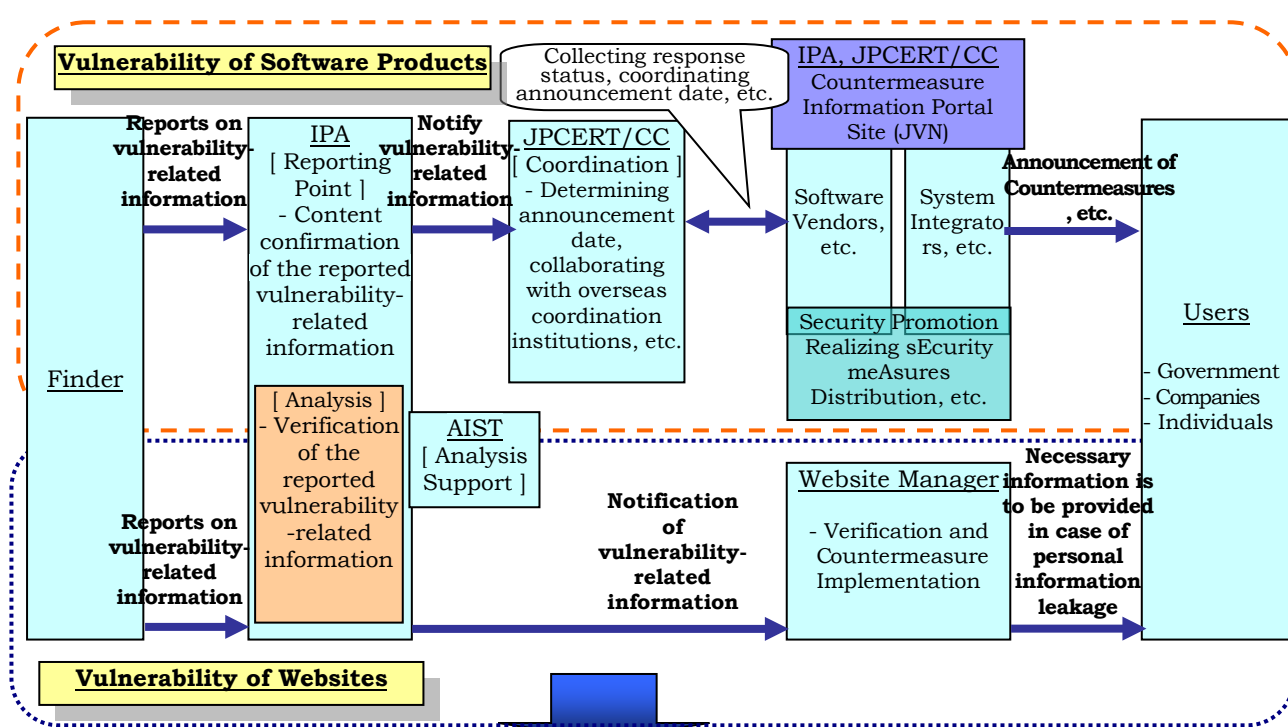 Vulnerability of Software Products
Collecting response
status, coordinating
announcement date, etc.
IPA, JPCERT/CC
Countermeasure
Information Portal
Site (JVN)
Finder
Reports on
vulnerability-
related
information
IPA
[ Reporting
Point ]
- Content
confirmation
of the reported
vulnerability-
related
information
[ Analysis ]
- Verification
of the
reported
vulnerability
-related
information
Notify
vulnerability-
related
information
JPCERT/CC
[ Coordination ]
- Determining
announcement
date,
collaborating
with overseas
coordination
institutions, etc.
AIST
[ Analysis
Support ]
Software
Vendors,
etc.
System
Integrato
rs, etc.
Security Promotion
Realizing sEcurity
meAsures
Distribution, etc.
Announcement of
Countermeasures
, etc.
Users
- Government
- Companies
- Individuals
Reports on
vulnerability-
related
information
Notification
of
vulnerability-
related
information
Website Manager
- Verification and
Countermeasure
Implementation
Necessary
information is
to be provided
in case of
personal
information
leakage
Vulnerability of Websites